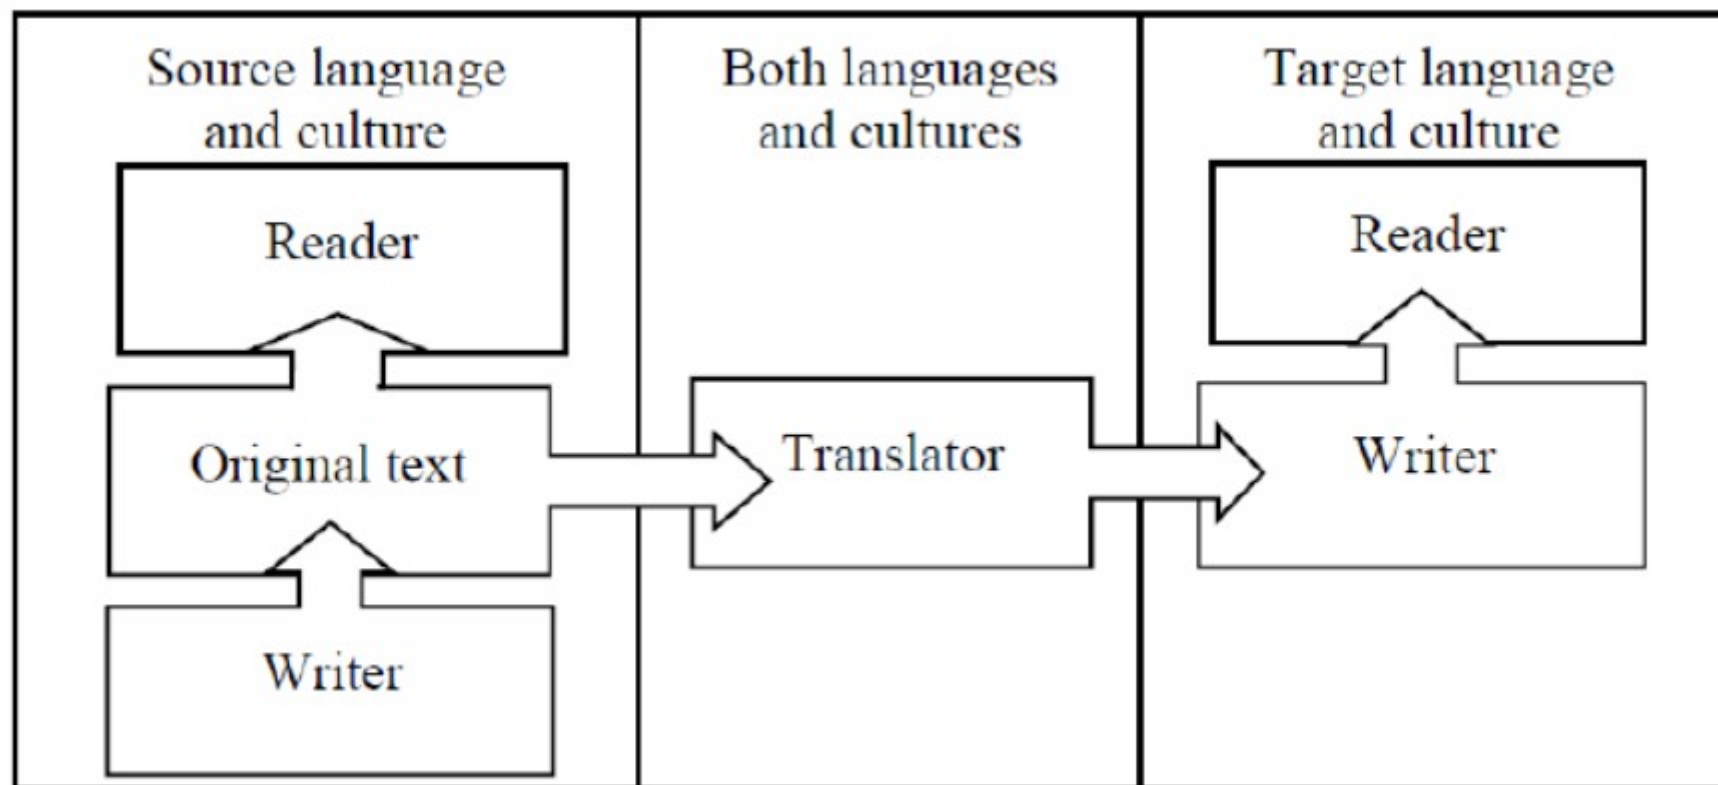 Source language
and culture
Reader
Original text
Writer
Both languages
and cultures
Translator
Target language
and culture
Reader
Writer